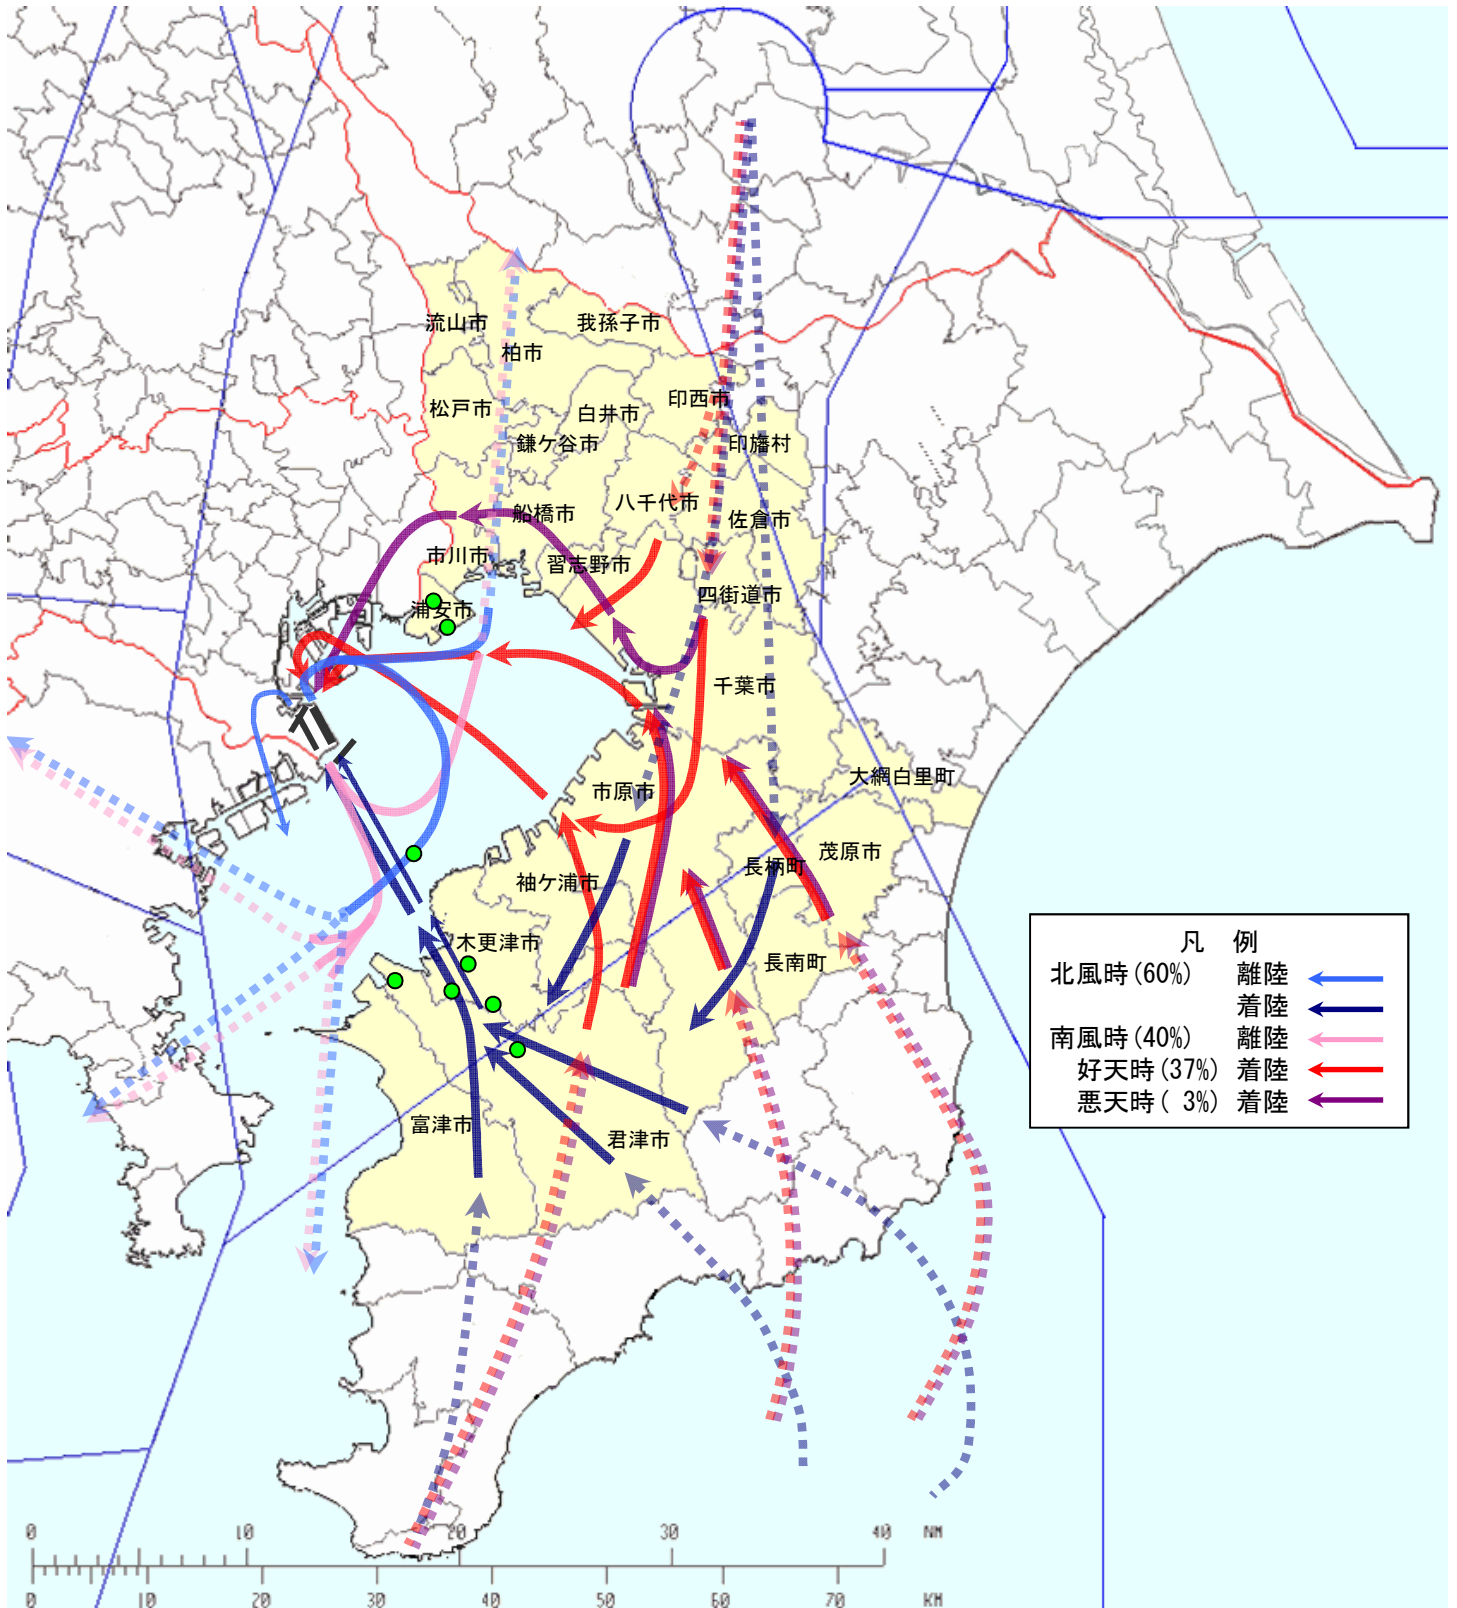 流山市
我孫子市
柏市
印西市
松戸市
白井市
鎌ケ谷市
印旛村
八千代市
船橋市
佐倉市
市川市
習志野市
四街道市
浦安市
千葉市
大網白里町
市原市
茂原市
長柄町
袖ケ浦市
木更津市
長南町
富津市
君津市
凡 例
北風時(60%) 離陸
着陸
南風時(40%) 離陸
好天時(37%) 着陸
悪天時( 3%) 着陸
0 10 20 30 40 NM
0 10 20 30 40 50 60 70 KM